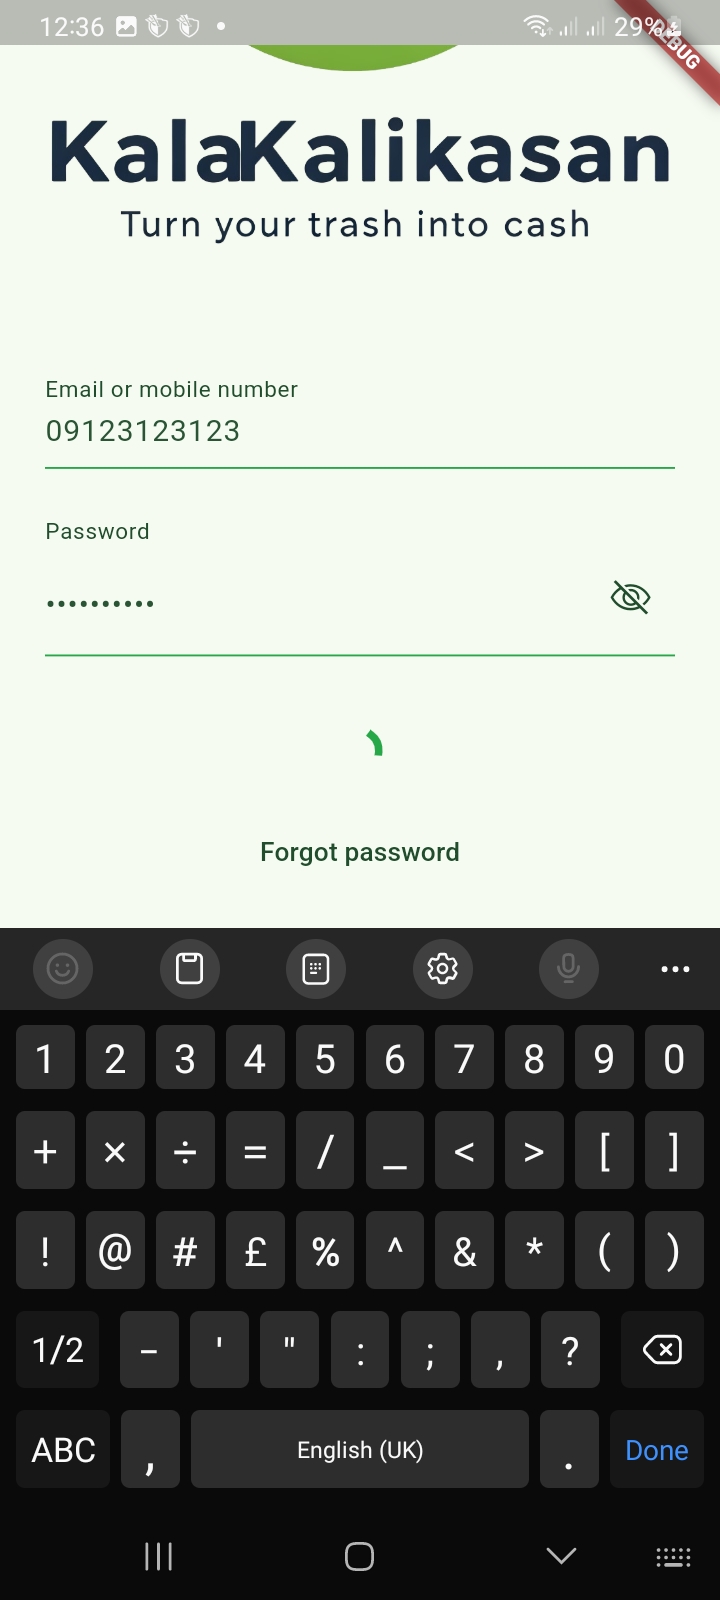 12:36
29%
DEBUG
KalaKalikasan
Turn your trash into cash
Email or mobile number
09123123123
Password
••••••••••
Forgot password
1 2 3 4 5 6 7 8 9 0
+ × ÷ = / _ < > [ ]
! @ # £ % ^ & * ( )
1/2 - ' " : ; , ?
ABC , English (UK) . Done